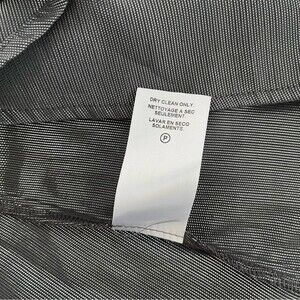 DRY CLEAN ONLY
NETTOYAGE A SEC
SEULEMENT
LAVAR EN SECO
SOLAMENTE
P